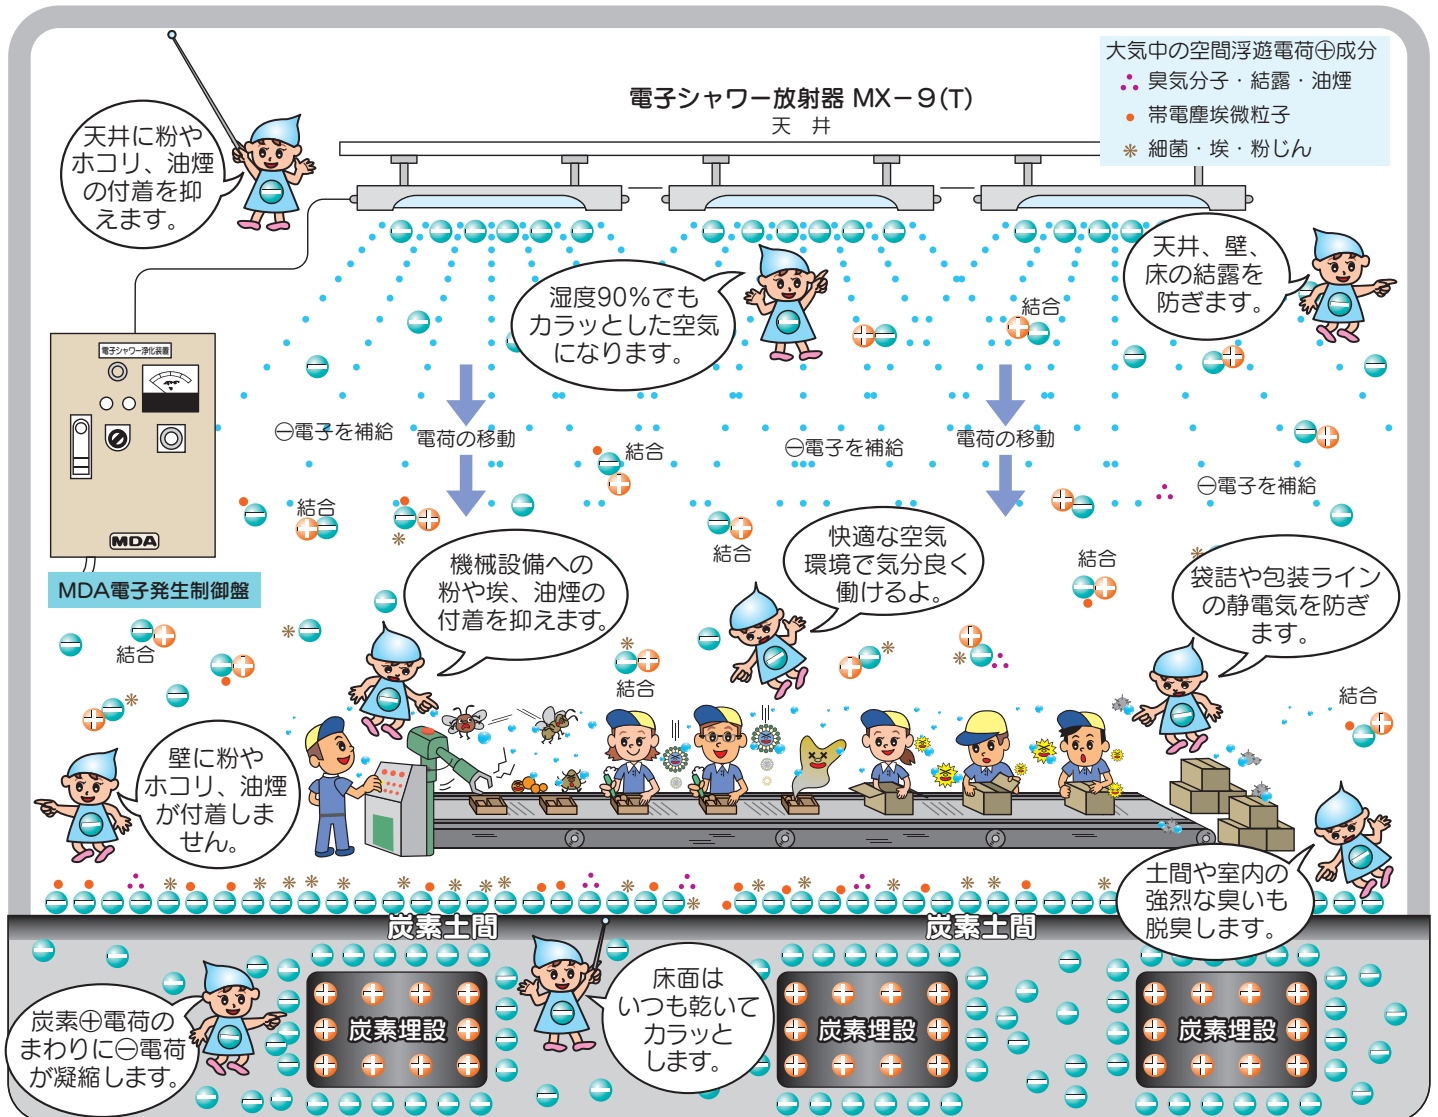 大気中の空間浮遊電荷⊕成分
臭気分子・結露・油煙
帯電塵埃微粒子
細菌・埃・粉じん
電子シャワー放射器 MX－9(T)
天 井
天井に粉や
ホコリ、油煙
の付着を抑
えます。
湿度90%でも
カラッとした空気
になります。
天井、壁、
床の結露を
防ぎます。
結合
電子シャワー浄化装置
MDA
MDA電子発生制御盤
⊖電子を補給
電荷の移動
結合
⊖電子を補給
電荷の移動
⊖電子を補給
結合
結合
結合
結合
機械設備への
粉や埃、油煙の
付着を抑えます。
快適な空気
環境で気分良く
働けるよ。
袋詰や包装ライン
の静電気を防ぎ
ます。
結合
結合
壁に粉や
ホコリ、油煙
が付着しま
せん。
土間や室内の
強烈な臭いも
脱臭します。
炭素土間
炭素土間
炭素⊕電荷の
まわりに⊖電荷
が凝縮します。
炭素埋設
床面は
いつも乾いて
カラッと
します。
炭素埋設
炭素埋設